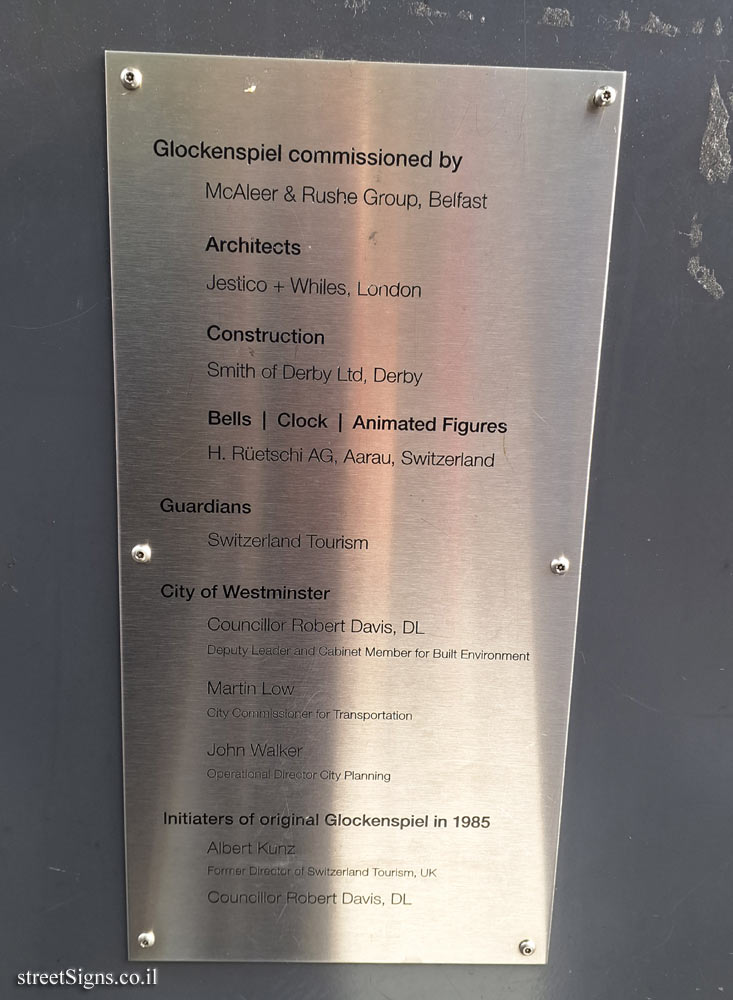 Glockenspiel commissioned by
McAleer & Rushe Group, Belfast
Architects
Jestico + Whiles, London
Construction
Smith of Derby Ltd, Derby
Bells | Clock | Animated Figures
H. Rüetschi AG, Aarau, Switzerland
Guardians
Switzerland Tourism
City of Westminster
Councillor Robert Davis, DL
Deputy Leader and Cabinet Member for Built Environment
Martin Low
City Commissioner for Transportation
John Walker
Operational Director City Planning
Initiaters of original Glockenspiel in 1985
Albert Kunz
Former Director of Switzerland Tourism, UK
Councillor Robert Davis, DL
streetSigns.co.il